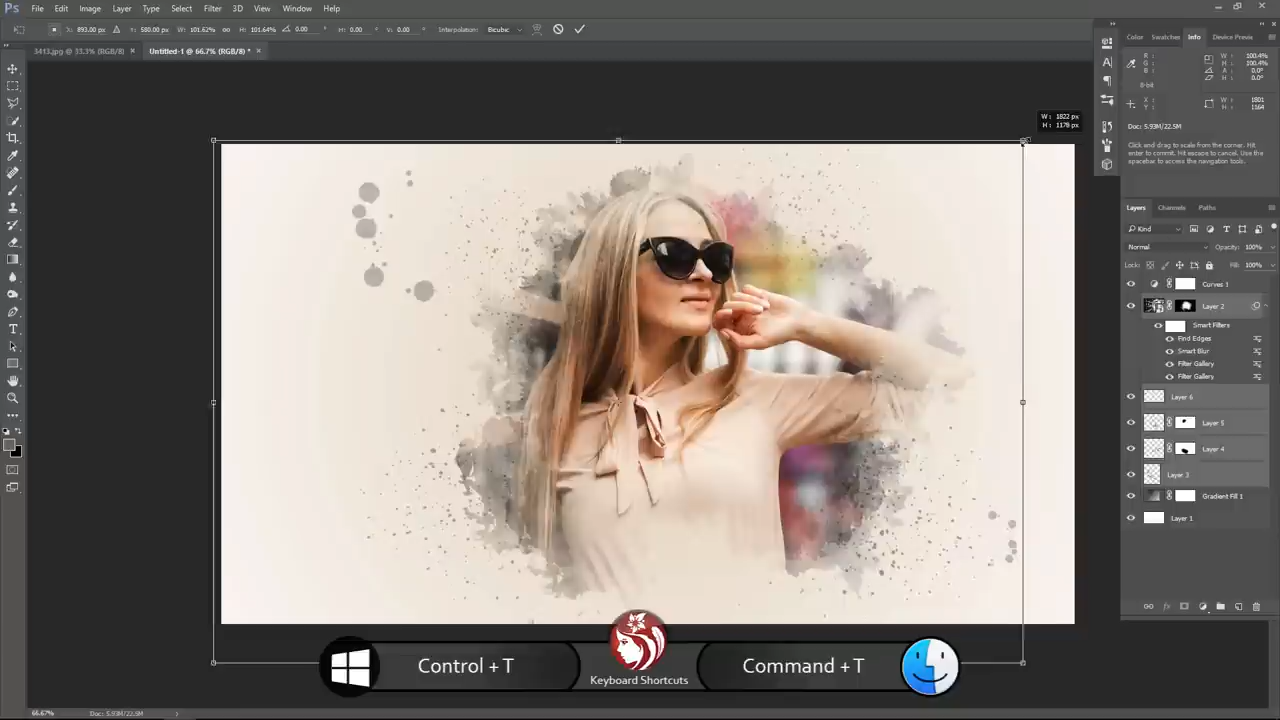 Ps File Edit Image Layer Type Select Filter 3D View Window Help
X: 893.00 px Y: 580.00 px W: 101.62% H: 101.64% 0.00 H: 0.00 V: 0.00 Interpolation: Bicubic
3413.jpg @ 33.3% (RGB/8) × Untitled-1 @ 66.7% (RGB/8) * ×
Color Swatches Info Device Previe
R :
G :
B :
8-bit
W : 100.4%
H : 100.4%
A : 0.0°
H : 0.0°
X :
Y :
W : 1801
H : 1164
Doc: 5.93M/22.5M
Click and drag to scale from the corner. Hit
enter to commit. Hit escape to cancel. Use the
spacebar to access the navigation tools.
W: 1822 px
H: 1178 px
Layers Channels Paths
Kind
Normal Opacity: 100%
Lock: Fill: 100%
Curves 1
Layer 2
Smart Filters
Find Edges
Smart Blur
Filter Gallery
Filter Gallery
Layer 6
Layer 5
Layer 4
Layer 3
Gradient Fill 1
Layer 1
Control + T
Keyboard Shortcuts
Command + T
66.67% Doc: 5.93M/22.5M